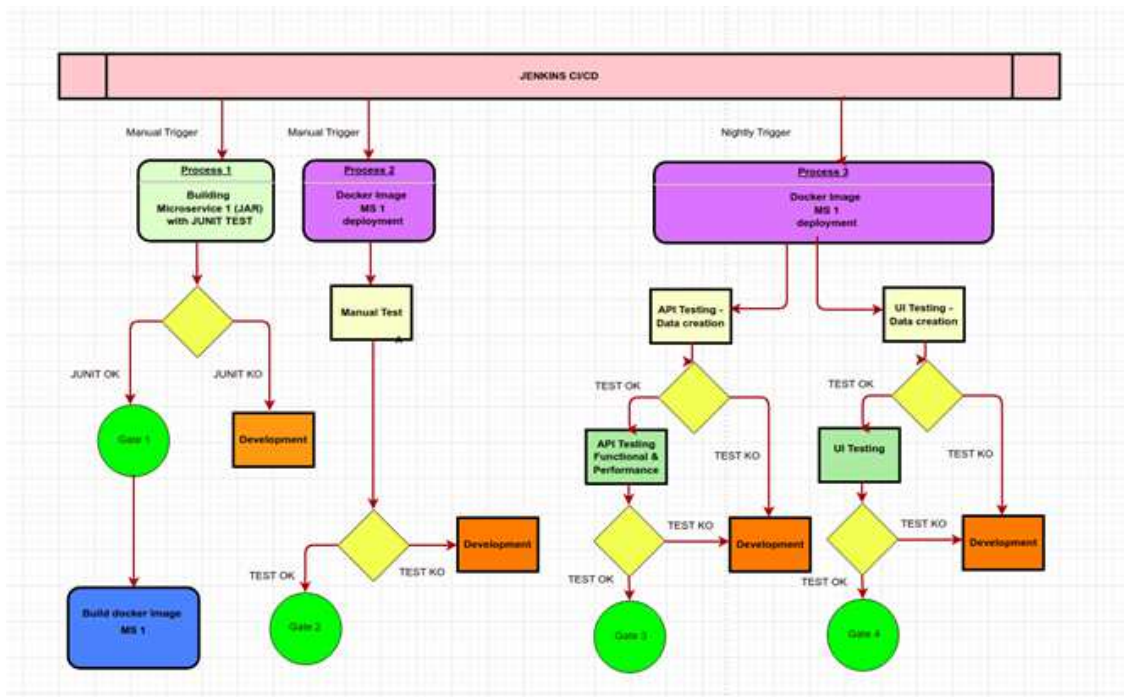 JENKINS CI/CD
Manual Trigger
Manual Trigger
Nightly Trigger
Process 1
Building
Microservice 1 (JAR)
with JUNIT TEST
Process 2
Docker Image
MS 1
deployment
Process 3
Docker Image
MS 1
deployment
Manual Test
API Testing -
Data creation
UI Testing -
Data creation
JUNIT OK
JUNIT KO
TEST OK
TEST OK
Gate 1
Development
API Testing
Functional &
Performance
TEST KO
UI Testing
TEST KO
TEST KO
TEST KO
Development
Development
Development
TEST OK
TEST KO
TEST OK
TEST OK
Build docker image
MS 1
Gate 2
Gate 3
Gate 4